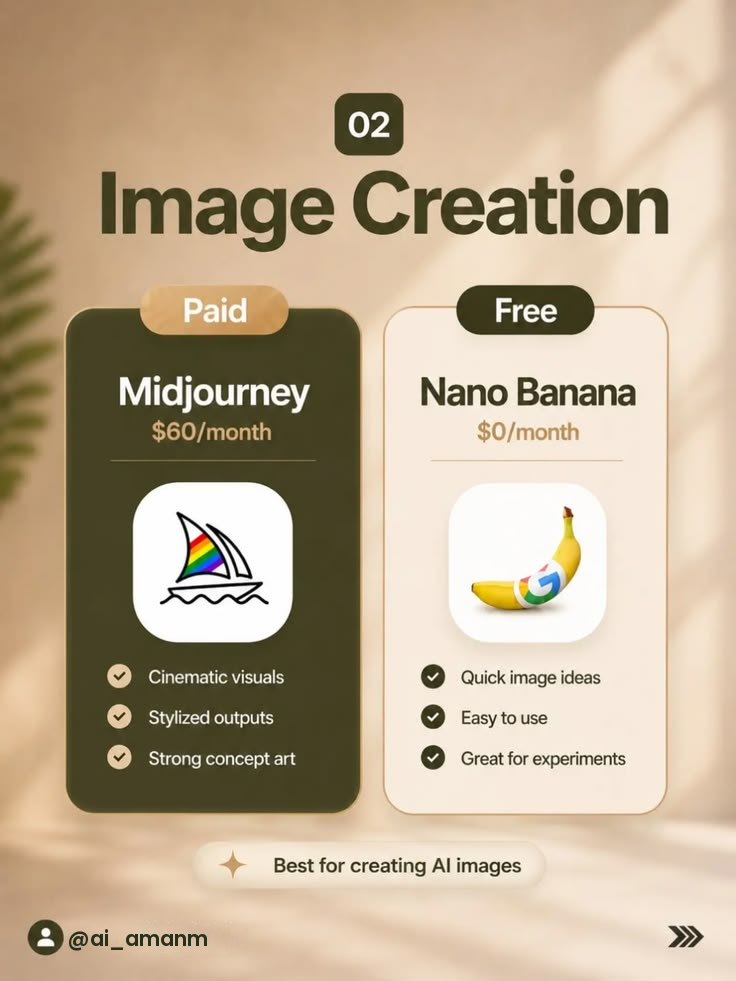 02
Image Creation
Paid
Midjourney
$60/month
Cinematic visuals
Stylized outputs
Strong concept art
Free
Nano Banana
$0/month
G
Quick image ideas
Easy to use
Great for experiments
Best for creating AI images
@ai_amanm